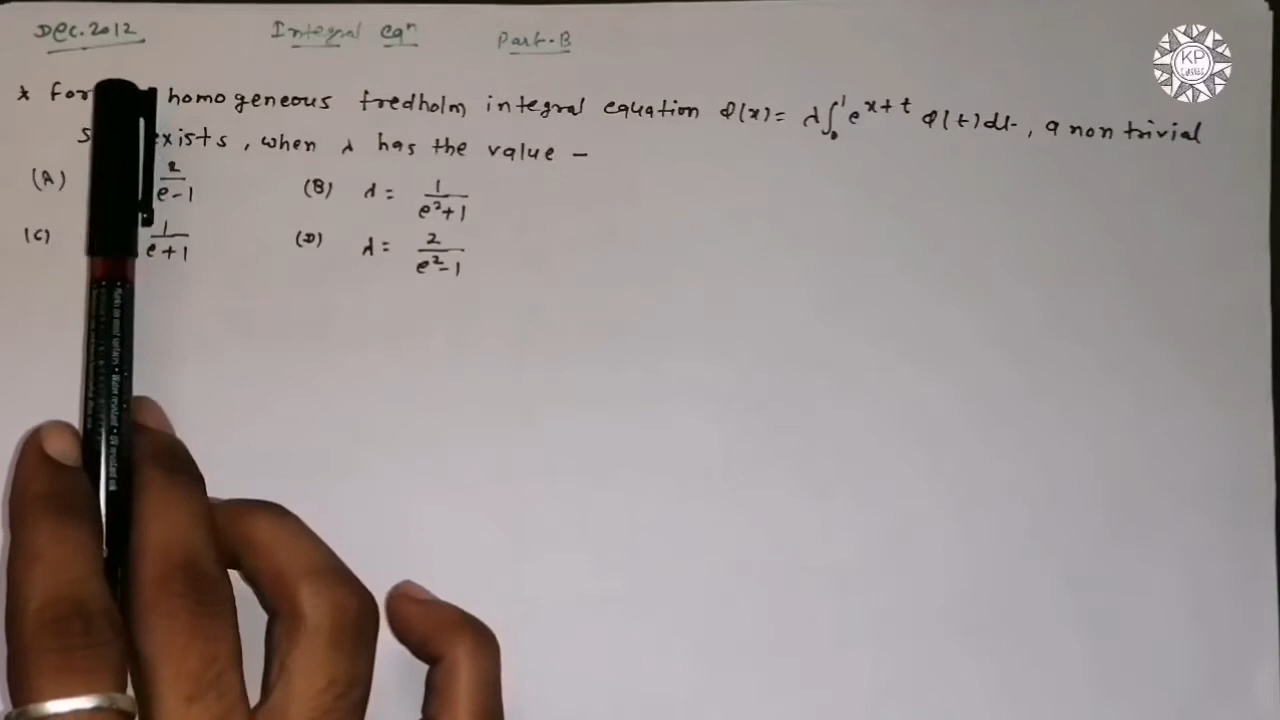 Dec. 2012 Integral eqⁿ Part-B
* For homogeneous fredholm integral equation φ(x) = λ∫₀¹ e^(x+t) φ(t)dt, a non trivial
exists, when λ has the value –
(A) 2/(e-1) (B) λ = 1/(e²+1)
(C) 1/(e+1) (D) λ = 2/(e²-1)
KP